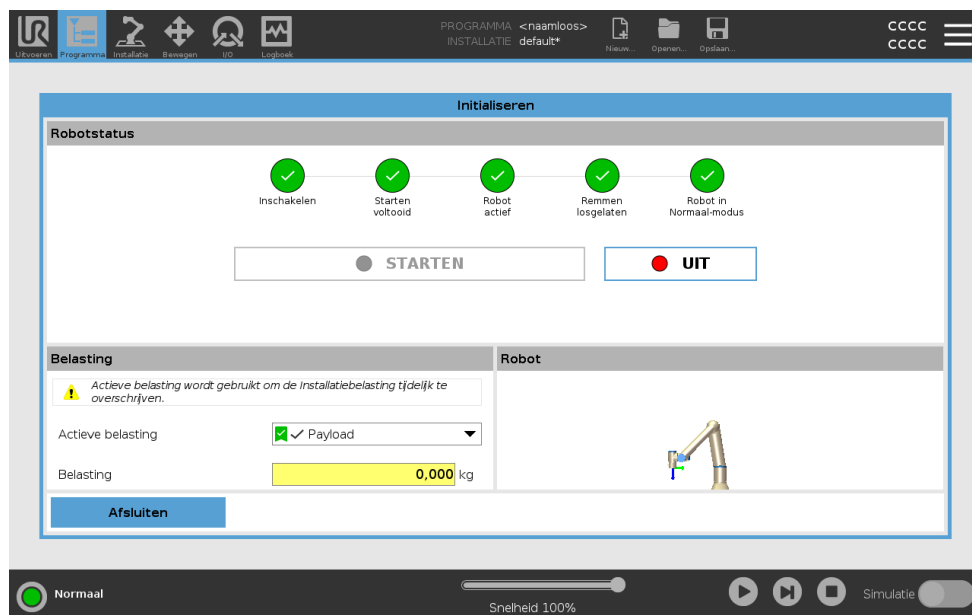 UR
PROGRAMMA <naamloos>
INSTALLATIE default*
Uitvoeren Programma Installatie Bewegen I/O Logboek
Nieuw... Openen... Opslaan...
CCCC
CCCC
Initialiseren
Robotstatus
Inschakelen
Starten
voltooid
Robot
actief
Remmen
losgelaten
Robot in
Normaal-modus
STARTEN
UIT
Belasting
Actieve belasting wordt gebruikt om de Installatiebelasting tijdelijk te
overschrijven.
Actieve belasting
Payload
Belasting
0,000 kg
Robot
Afsluiten
Normaal
Snelheid 100%
Simulatie